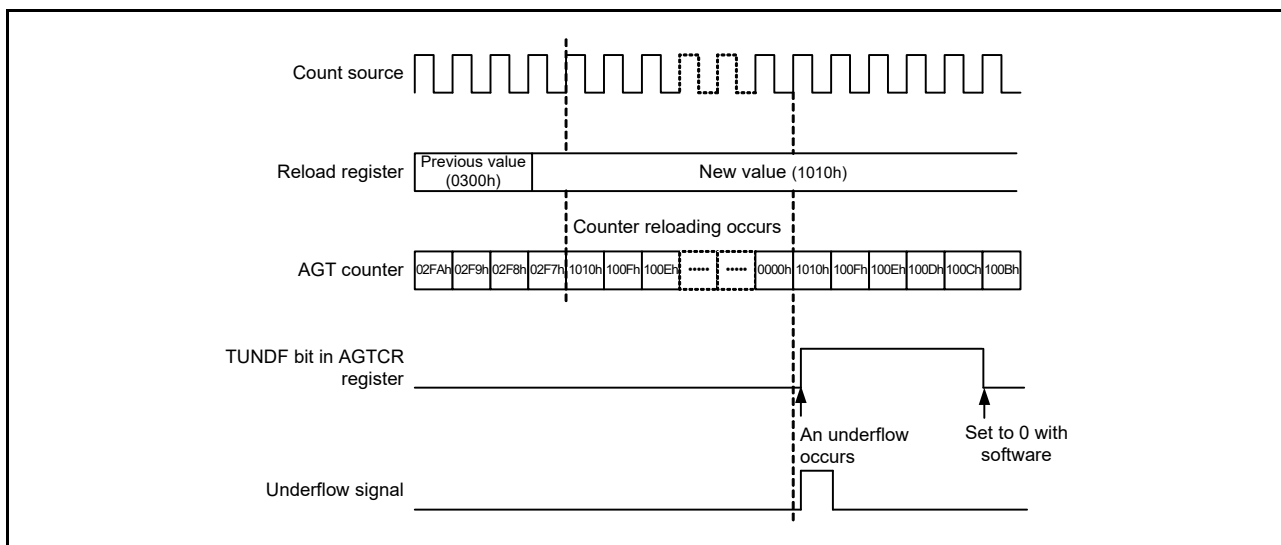 Count source
Reload register
Previous value
(0300h)
New value (1010h)
Counter reloading occurs
AGT counter
02FAh 02F9h 02F8h 02F7h 1010h 100Fh 100Eh ····· ····· 0000h 1010h 100Fh 100Eh 100Dh 100Ch 100Bh
TUNDF bit in AGTCR
register
An underflow
occurs
Set to 0 with
software
Underflow signal